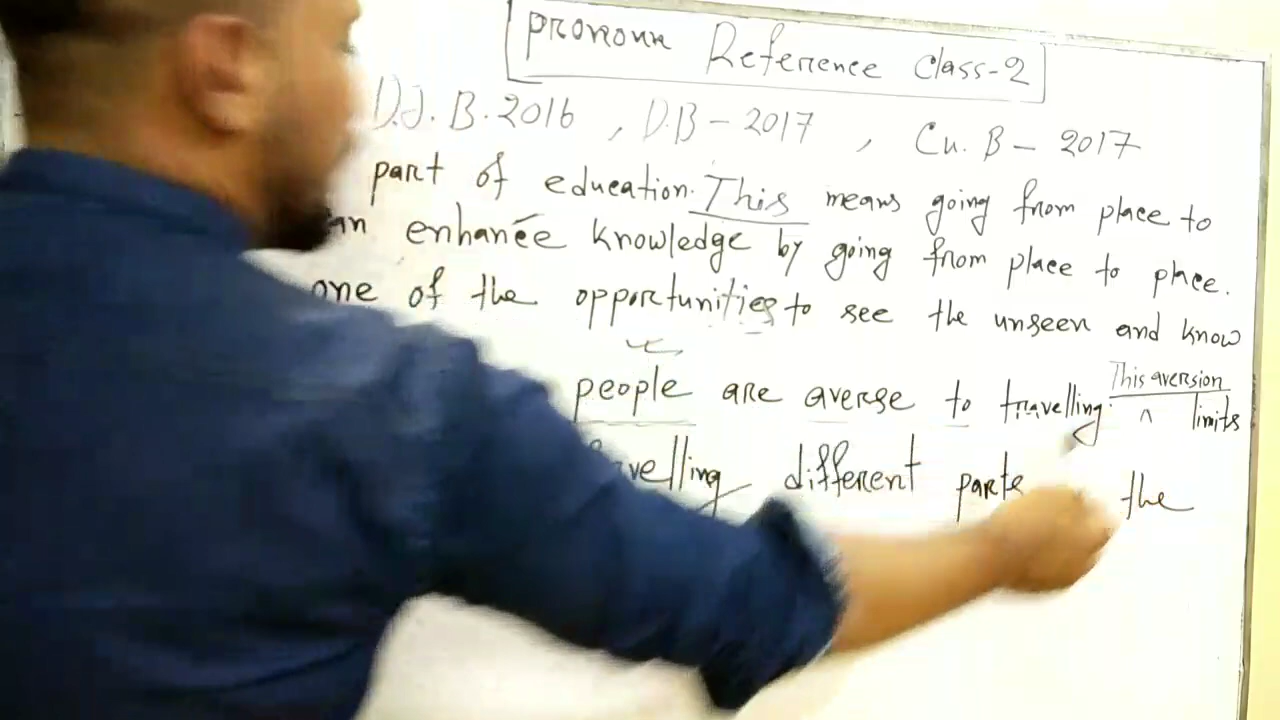 Pronoun Reference Class-2
D.J.B.2016, D.B-2017, Cu.B-2017
part of education. This means going from place to
an enhance knowledge by going from place to place.
one of the opportunities to see the unseen and know
people are averse to travelling. This aversion limits
velling different parts the